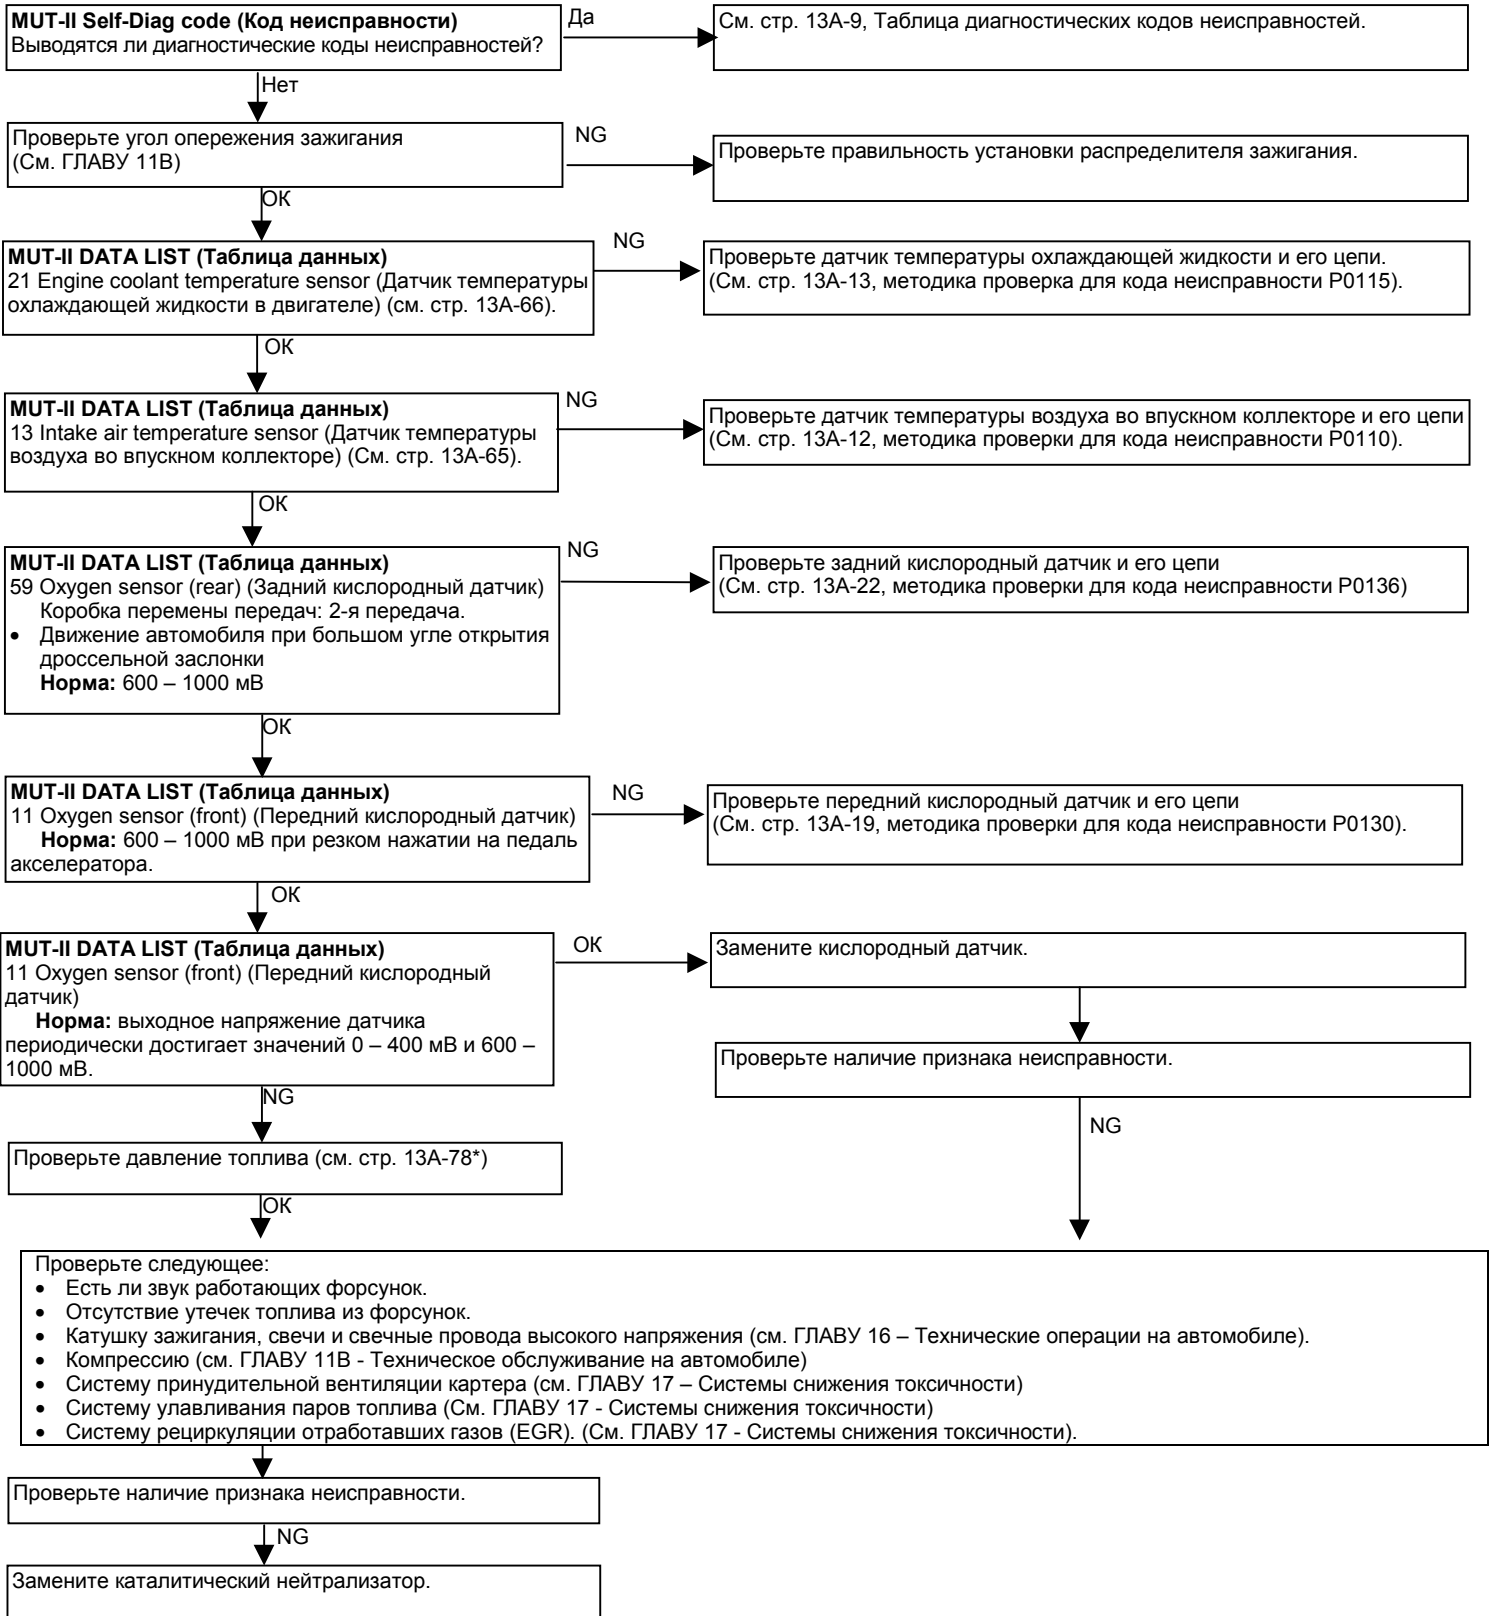 MUT-II Self-Diag code (Код неисправности)
Выводятся ли диагностические коды неисправностей?
Да
См. стр. 13А-9, Таблица диагностических кодов неисправностей.
Нет
Проверьте угол опережения зажигания
(См. ГЛАВУ 11В)
NG
Проверьте правильность установки распределителя зажигания.
OK
MUT-II DATA LIST (Таблица данных)
21 Engine coolant temperature sensor (Датчик температуры
охлаждающей жидкости в двигателе) (см. стр. 13А-66).
NG
Проверьте датчик температуры охлаждающей жидкости и его цепи.
(См. стр. 13А-13, методика проверка для кода неисправности Р0115).
OK
MUT-II DATA LIST (Таблица данных)
13 Intake air temperature sensor (Датчик температуры
воздуха во впускном коллекторе) (См. стр. 13А-65).
NG
Проверьте датчик температуры воздуха во впускном коллекторе и его цепи
(См. стр. 13А-12, методика проверки для кода неисправности Р0110).
OK
MUT-II DATA LIST (Таблица данных)
59 Oxygen sensor (rear) (Задний кислородный датчик)
Коробка перемены передач: 2-я передача.
• Движение автомобиля при большом угле открытия
дроссельной заслонки
Норма: 600 – 1000 мВ
NG
Проверьте задний кислородный датчик и его цепи
(См. стр. 13А-22, методика проверки для кода неисправности Р0136)
OK
MUT-II DATA LIST (Таблица данных)
11 Oxygen sensor (front) (Передний кислородный датчик)
Норма: 600 – 1000 мВ при резком нажатии на педаль
акселератора.
NG
Проверьте передний кислородный датчик и его цепи
(См. стр. 13А-19, методика проверки для кода неисправности Р0130).
OK
MUT-II DATA LIST (Таблица данных)
11 Oxygen sensor (front) (Передний кислородный
датчик)
Норма: выходное напряжение датчика
периодически достигает значений 0 – 400 мВ и 600 –
1000 мВ.
OK
Замените кислородный датчик.
Проверьте наличие признака неисправности.
NG
NG
Проверьте давление топлива (см. стр. 13А-78*)
OK
Проверьте следующее:
• Есть ли звук работающих форсунок.
• Отсутствие утечек топлива из форсунок.
• Катушку зажигания, свечи и свечные провода высокого напряжения (см. ГЛАВУ 16 – Технические операции на автомобиле).
• Компрессию (см. ГЛАВУ 11В - Техническое обслуживание на автомобиле)
• Систему принудительной вентиляции картера (см. ГЛАВУ 17 – Системы снижения токсичности)
• Систему улавливания паров топлива (См. ГЛАВУ 17 - Системы снижения токсичности)
• Систему рециркуляции отработавших газов (EGR). (См. ГЛАВУ 17 - Системы снижения токсичности).
Проверьте наличие признака неисправности.
NG
Замените каталитический нейтрализатор.